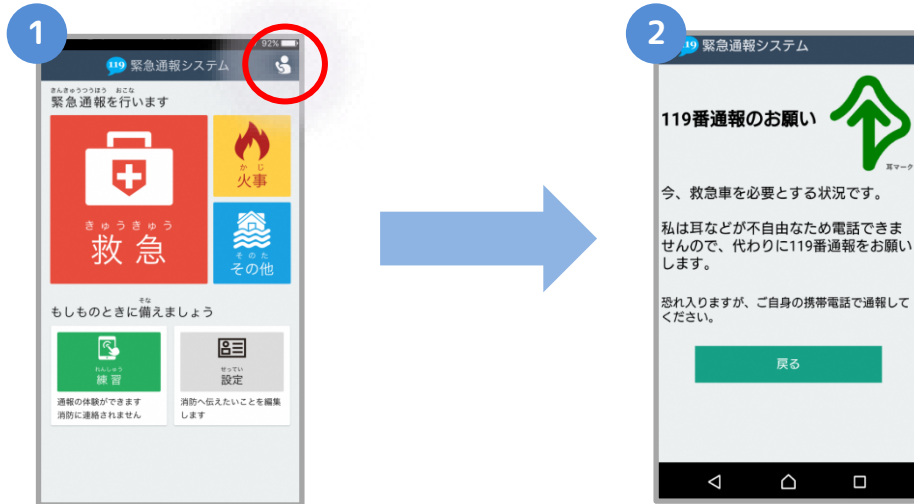 1
92%
119 緊急通報システム
きんきゅうつうほう おこな
緊急通報を行います
きゅうきゅう
救急
かじ
火事
そのた
その他
そな
もしものときに備えましょう
れんしゅう
練習
通報の体験ができます
消防に連絡されません
せってい
設定
消防へ伝えたいことを編集
します
2
119 緊急通報システム
119番通報のお願い
耳マーク
今、救急車を必要とする状況です。
私は耳などが不自由なため電話できま
せんので、代わりに119番通報をお願い
します。
恐れ入りますが、ご自身の携帯電話で通報して
ください。
戻る